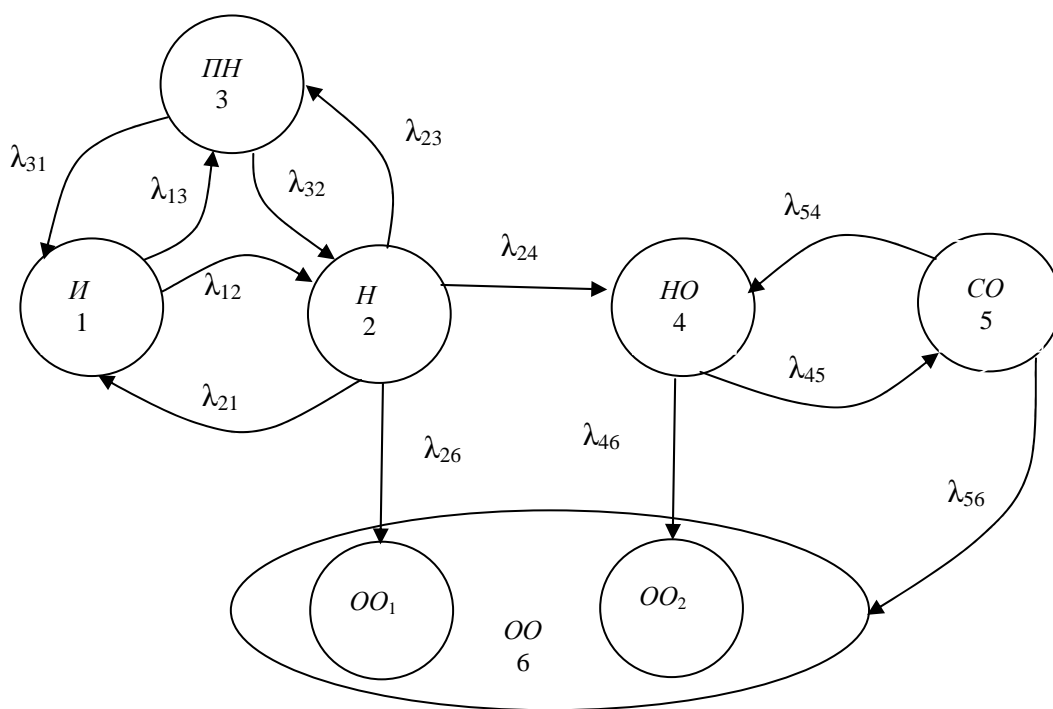 ПН
3
λ23
λ31
λ13
λ32
И
1
λ12
Н
2
λ24
НО
4
λ54
СО
5
λ21
λ45
λ26
λ46
λ56
ОО1
ОО2
ОО
6